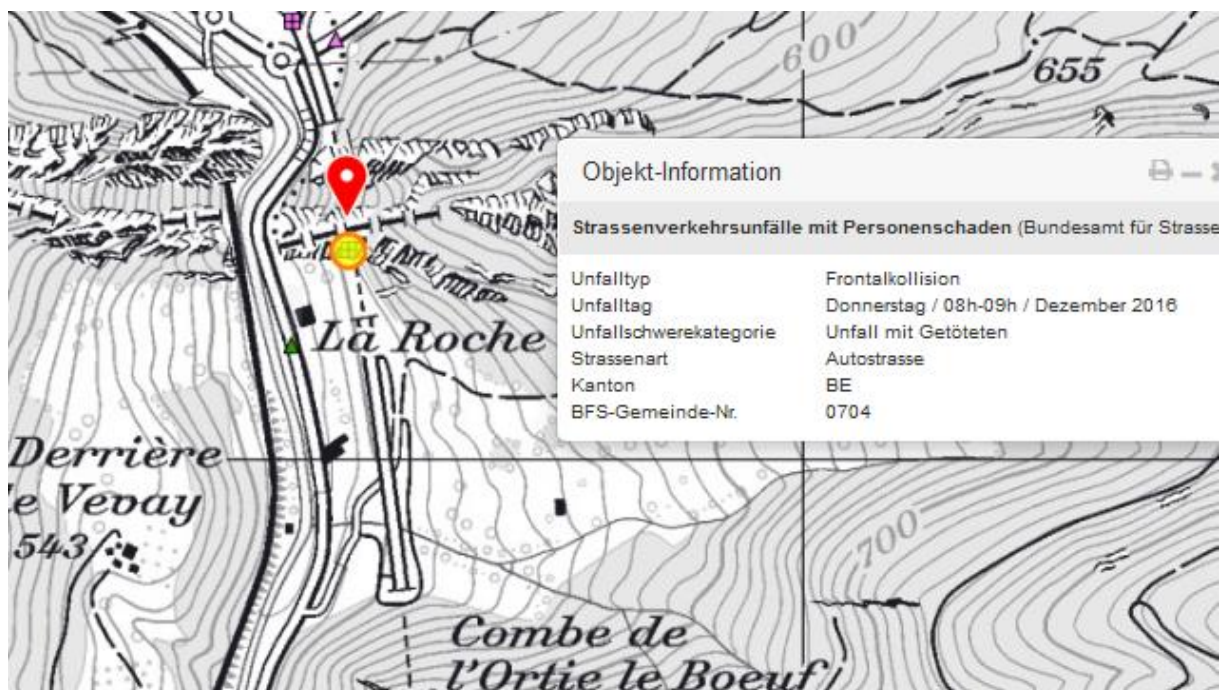 600
655
Objekt-Information
Strassenverkehrsunfälle mit Personenschaden (Bundesamt für Strasse
Unfalltyp Frontalkollision
Unfalltag Donnerstag / 08h-09h / Dezember 2016
Unfallschwerekategorie Unfall mit Getöteten
Strassenart Autostrasse
Kanton BE
BFS-Gemeinde-Nr. 0704
La Roche
Derrière
e Vevay
543
700
Combe de
l'Ortie le Boeuf